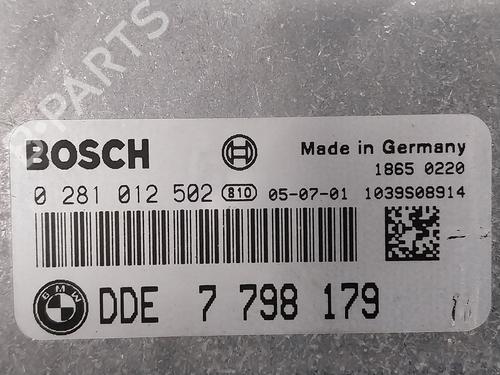 B-PARTS
BOSCH
Made in Germany
1865 0220
0 281 012 502 810 05-07-01 1039S08914
BMW DDE 7 798 179